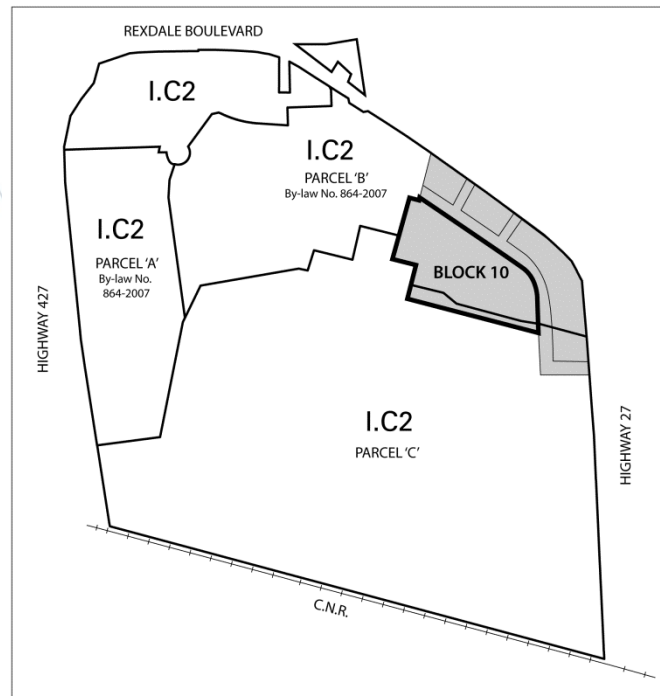 REXDALE BOULEVARD
I.C2
I.C2
PARCEL 'B'
By-law No. 864-2007
I.C2
PARCEL 'A'
By-law No.
864-2007
BLOCK 10
HIGHWAY 427
I.C2
PARCEL 'C'
HIGHWAY 27
C.N.R.